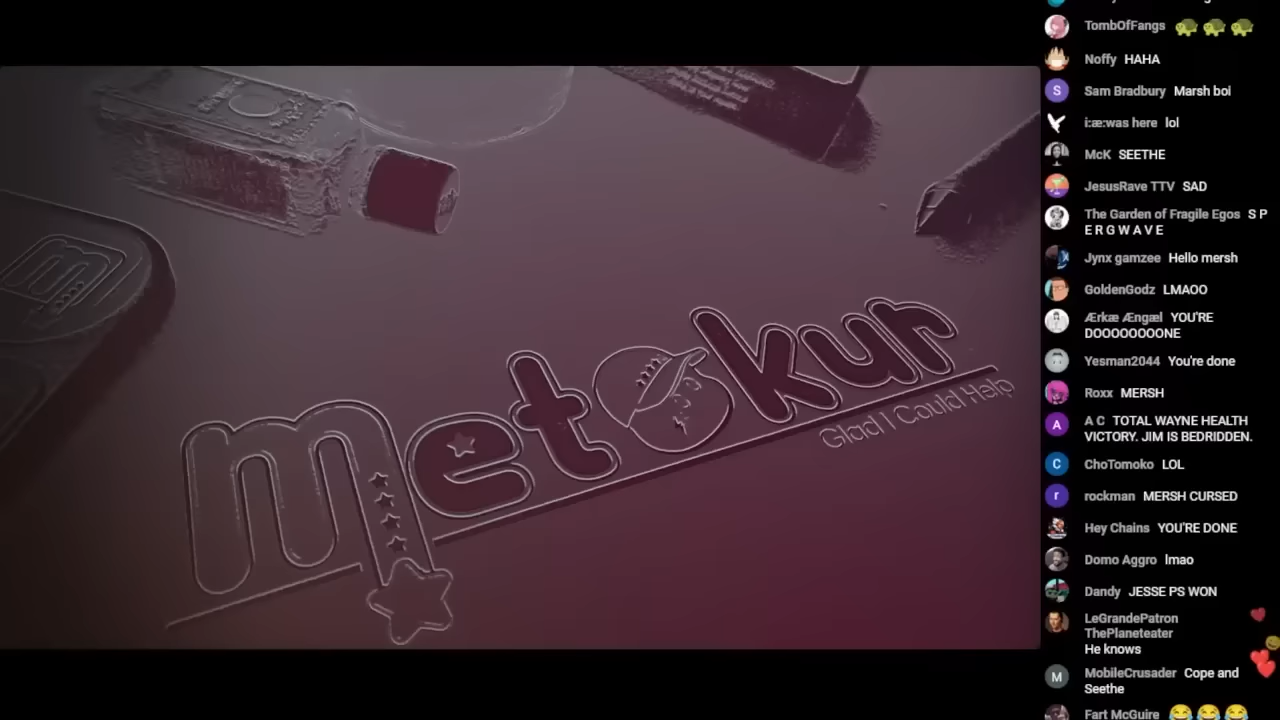 metokur
Glad I Could Help
TombOfFangs 🐢 🐢 🐢
Noffy HAHA
Sam Bradbury Marsh boi
i:æ:was here lol
McK SEETHE
JesusRave TTV SAD
The Garden of Fragile Egos S P
E R G W A V E
Jynx gamzee Hello mersh
GoldenGodz LMAOO
Ærkæ Ængæl YOU'RE
DOOOOOOOONE
Yesman2044 You're done
Roxx MERSH
A C TOTAL WAYNE HEALTH
VICTORY. JIM IS BEDRIDDEN.
ChoTomoko LOL
rockman MERSH CURSED
Hey Chains YOU'RE DONE
Domo Aggro lmao
Dandy JESSE PS WON
LeGrandePatron
ThePlaneteater
He knows
MobileCrusader Cope and
Seethe
Fart McGuire 😂 😂 😂